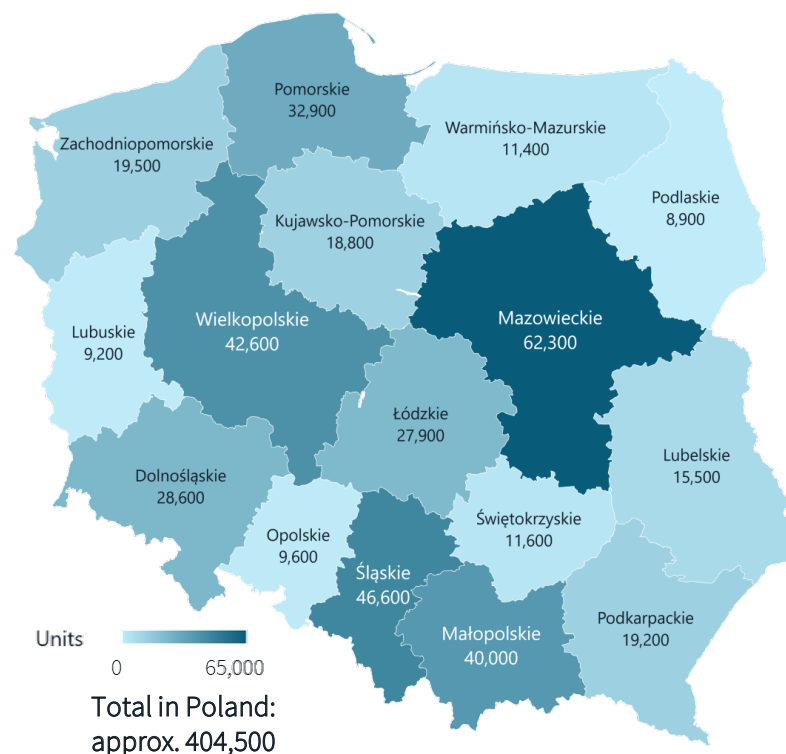 Pomorskie
32,900
Warmińsko-Mazurskie
11,400
Zachodniopomorskie
19,500
Podlaskie
8,900
Kujawsko-Pomorskie
18,800
Wielkopolskie
42,600
Mazowieckie
62,300
Lubuskie
9,200
Łódzkie
27,900
Lubelskie
15,500
Dolnośląskie
28,600
Świętokrzyskie
11,600
Opolskie
9,600
Śląskie
46,600
Podkarpackie
19,200
Małopolskie
40,000
Units
0 65,000
Total in Poland:
approx. 404,500